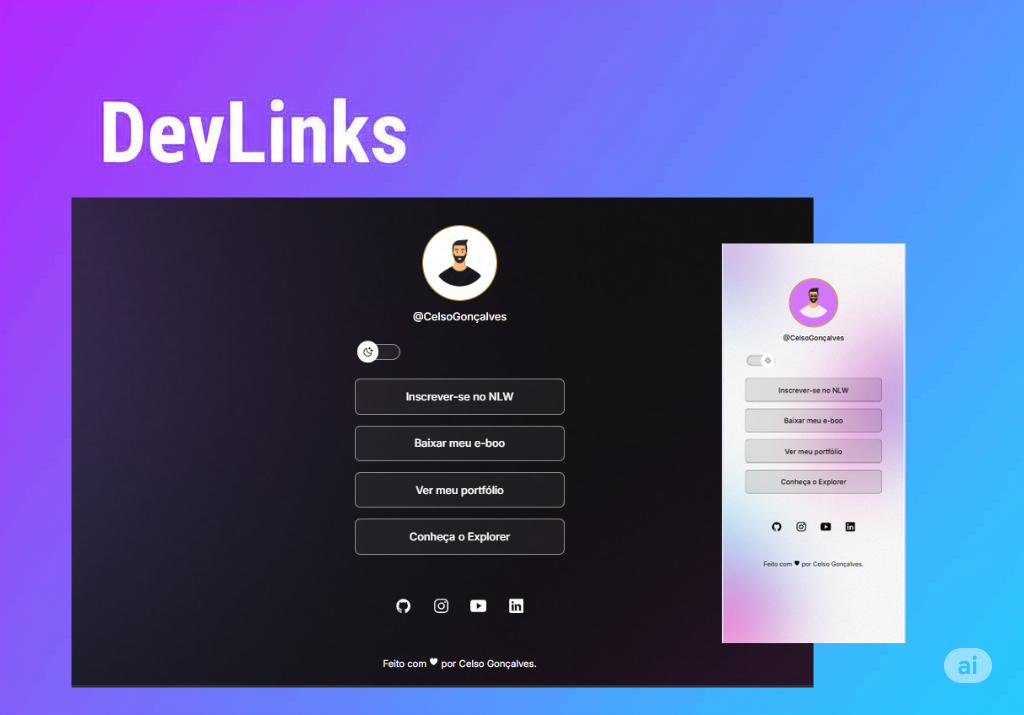 DevLinks
@CelsoGonçalves
Inscrever-se no NLW
Baixar meu e-boo
Ver meu portfólio
Conheça o Explorer
Feito com ♥ por Celso Gonçalves.
@CelsoGonçalves
Inscrever-se no NLW
Baixar meu e-boo
Ver meu portfólio
Conheça o Explorer
Feito com ♥ por Celso Gonçalves.
in
in
ai